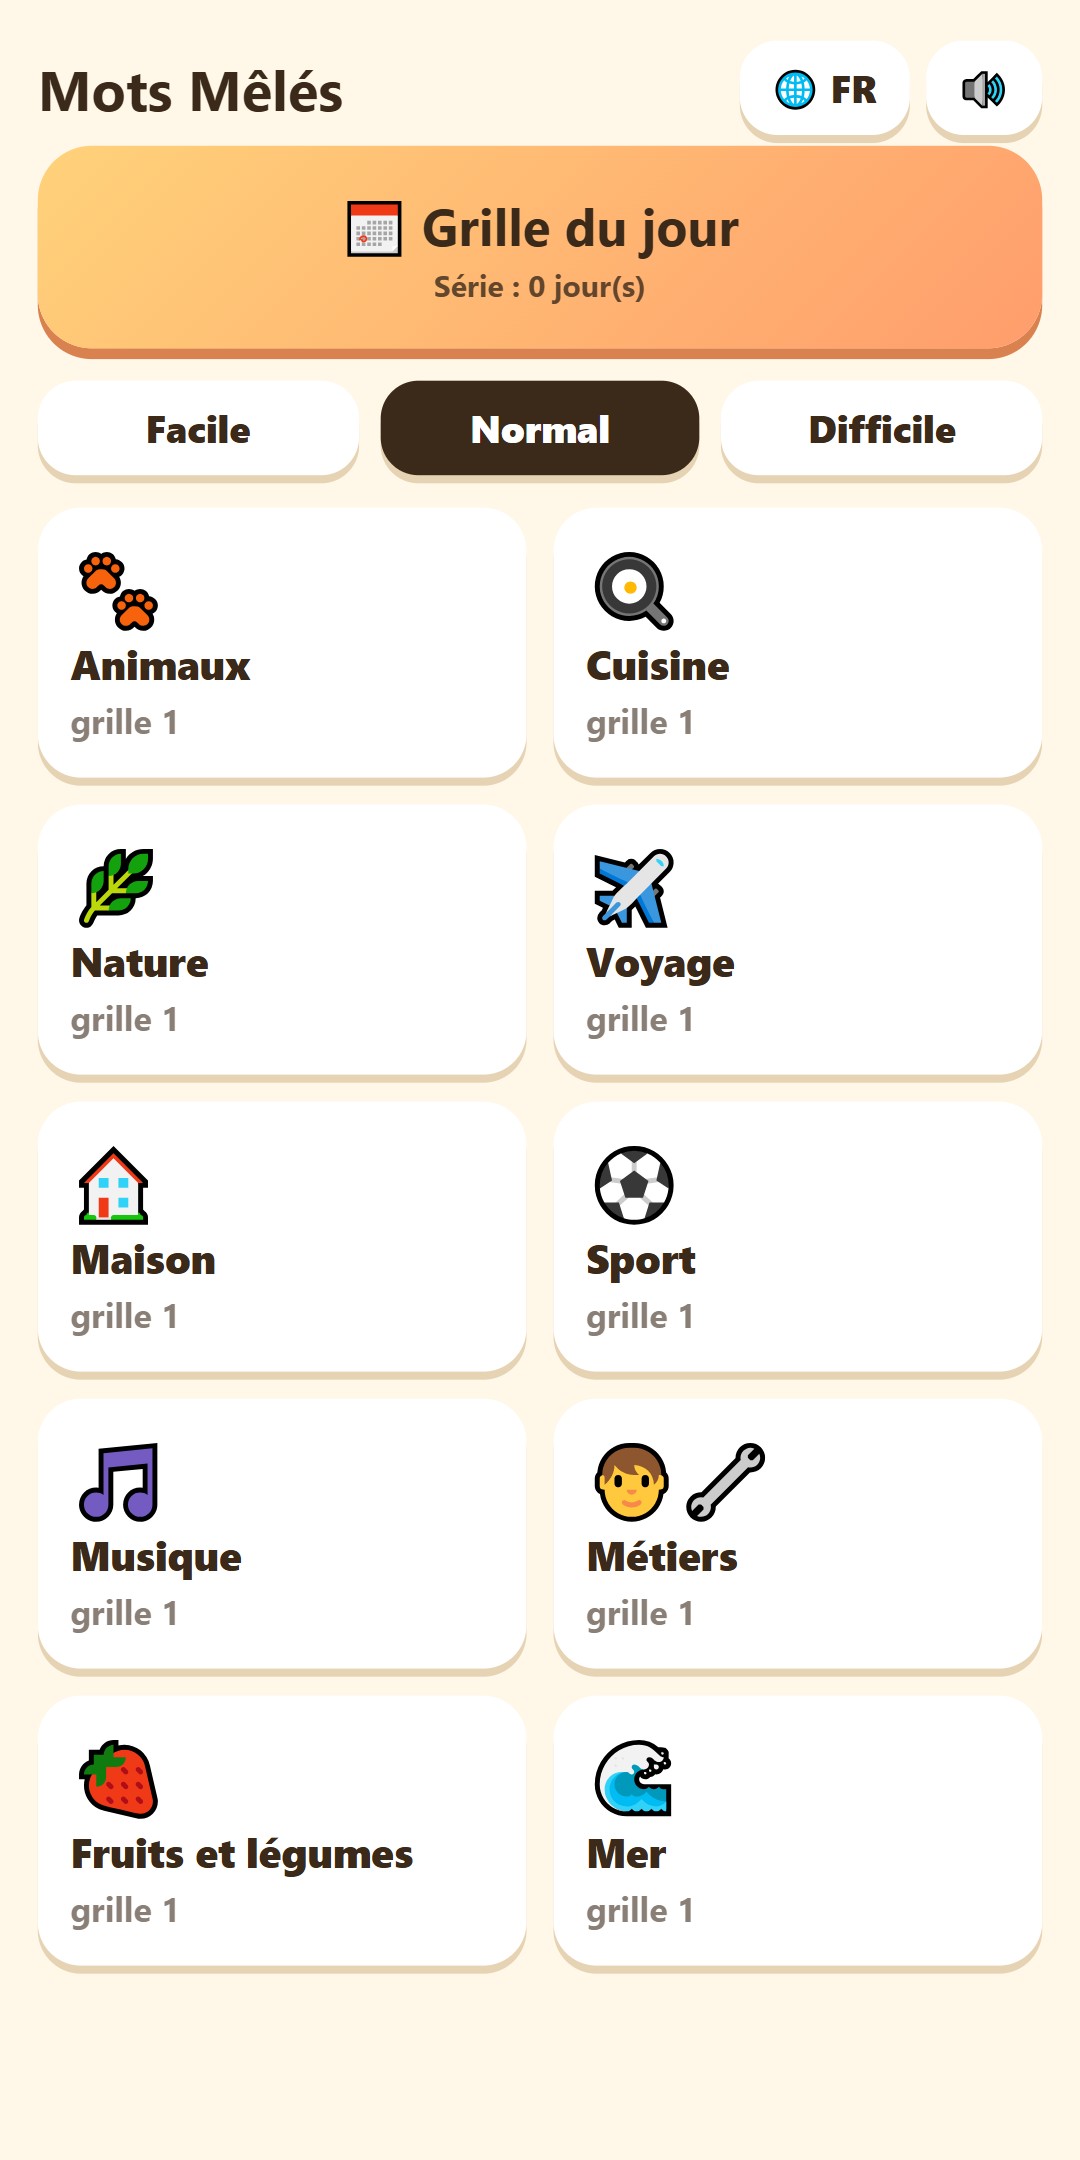 Mots Mêlés
FR
Grille du jour
Série : 0 jour(s)
Facile
Normal
Difficile
Animaux
grille 1
Cuisine
grille 1
Nature
grille 1
Voyage
grille 1
Maison
grille 1
Sport
grille 1
Musique
grille 1
Métiers
grille 1
Fruits et légumes
grille 1
Mer
grille 1